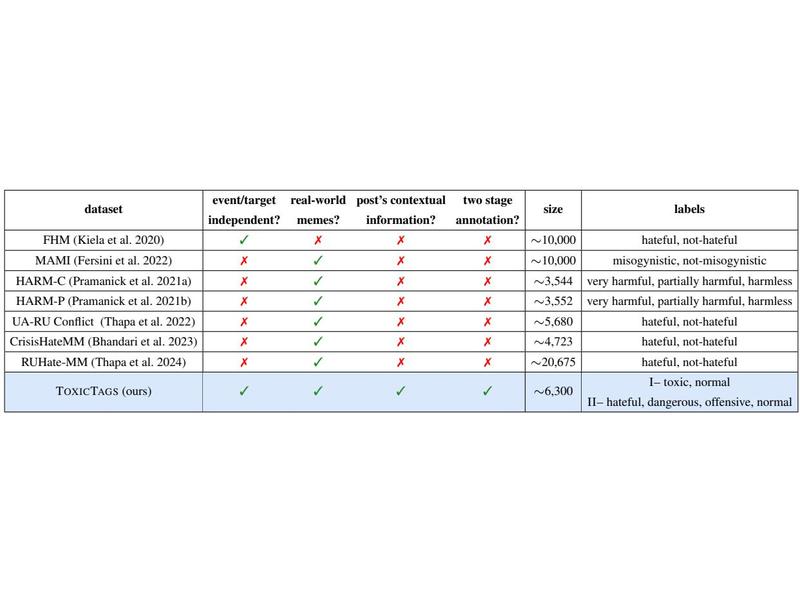 dataset event/target independent? real-world memes? post's contextual information? two stage annotation? size labels
FHM (Kiela et al. 2020) ✓ ✗ ✗ ✗ ∼10,000 hateful, not-hateful
MAMI (Fersini et al. 2022) ✗ ✓ ✗ ✗ ∼10,000 misogynistic, not-misogynistic
HARM-C (Pramanick et al. 2021a) ✗ ✓ ✗ ✗ ∼3,544 very harmful, partially harmful, harmless
HARM-P (Pramanick et al. 2021b) ✗ ✓ ✗ ✗ ∼3,552 very harmful, partially harmful, harmless
UA-RU Conflict (Thapa et al. 2022) ✗ ✓ ✗ ✗ ∼5,680 hateful, not-hateful
CrisisHateMM (Bhandari et al. 2023) ✗ ✓ ✗ ✗ ∼4,723 hateful, not-hateful
RUHate-MM (Thapa et al. 2024) ✗ ✓ ✗ ✗ ∼20,675 hateful, not-hateful
TOXICTAGS (ours) ✓ ✓ ✓ ✓ ∼6,300 I– toxic, normal
II– hateful, dangerous, offensive, normal